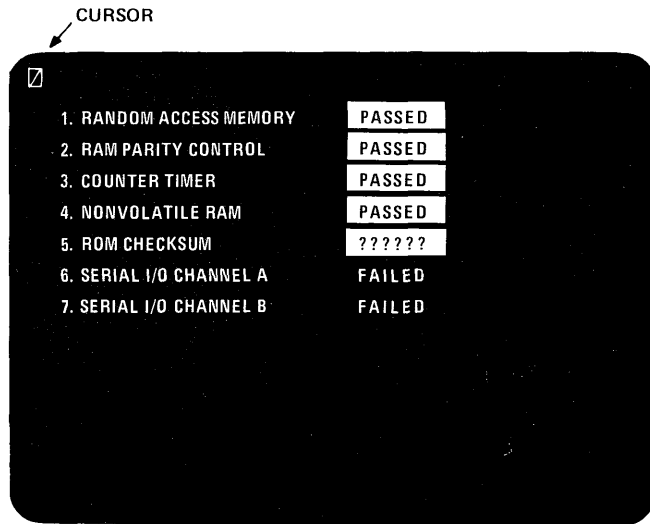 CURSOR
1. RANDOM ACCESS MEMORY PASSED
2. RAM PARITY CONTROL PASSED
3. COUNTER TIMER PASSED
4. NONVOLATILE RAM PASSED
5. ROM CHECKSUM ??????
6. SERIAL I/O CHANNEL A FAILED
7. SERIAL I/O CHANNEL B FAILED